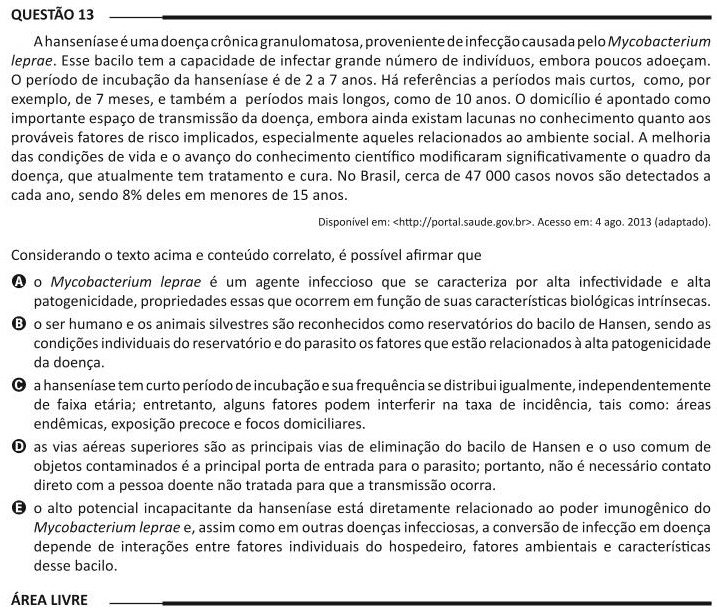 QUESTÃO 13
A hanseníase é uma doença crônica granulomatosa, proveniente de infecção causada pelo Mycobacterium
leprae. Esse bacilo tem a capacidade de infectar grande número de indivíduos, embora poucos adoeçam.
O período de incubação da hanseníase é de 2 a 7 anos. Há referências a períodos mais curtos, como, por
exemplo, de 7 meses, e também a períodos mais longos, como de 10 anos. O domicílio é apontado como
importante espaço de transmissão da doença, embora ainda existam lacunas no conhecimento quanto aos
prováveis fatores de risco implicados, especialmente aqueles relacionados ao ambiente social. A melhoria
das condições de vida e o avanço do conhecimento científico modificaram significativamente o quadro da
doença, que atualmente tem tratamento e cura. No Brasil, cerca de 47 000 casos novos são detectados a
cada ano, sendo 8% deles em menores de 15 anos.
Disponível em: <http://portal.saude.gov.br>. Acesso em: 4 ago. 2013 (adaptado).
Considerando o texto acima e conteúdo correlato, é possível afirmar que
A o Mycobacterium leprae é um agente infeccioso que se caracteriza por alta infectividade e alta
patogenicidade, propriedades essas que ocorrem em função de suas características biológicas intrínsecas.
B o ser humano e os animais silvestres são reconhecidos como reservatórios do bacilo de Hansen, sendo as
condições individuais do reservatório e do parasito os fatores que estão relacionados à alta patogenicidade
da doença.
C a hanseníase tem curto período de incubação e sua frequência se distribui igualmente, independentemente
de faixa etária; entretanto, alguns fatores podem interferir na taxa de incidência, tais como: áreas
endêmicas, exposição precoce e focos domiciliares.
D as vias aéreas superiores são as principais vias de eliminação do bacilo de Hansen e o uso comum de
objetos contaminados é a principal porta de entrada para o parasito; portanto, não é necessário contato
direto com a pessoa doente não tratada para que a transmissão ocorra.
E o alto potencial incapacitante da hanseníase está diretamente relacionado ao poder imunogênico do
Mycobacterium leprae e, assim como em outras doenças infecciosas, a conversão de infecção em doença
depende de interações entre fatores individuais do hospedeiro, fatores ambientais e características
desse bacilo.
ÁREA LIVRE